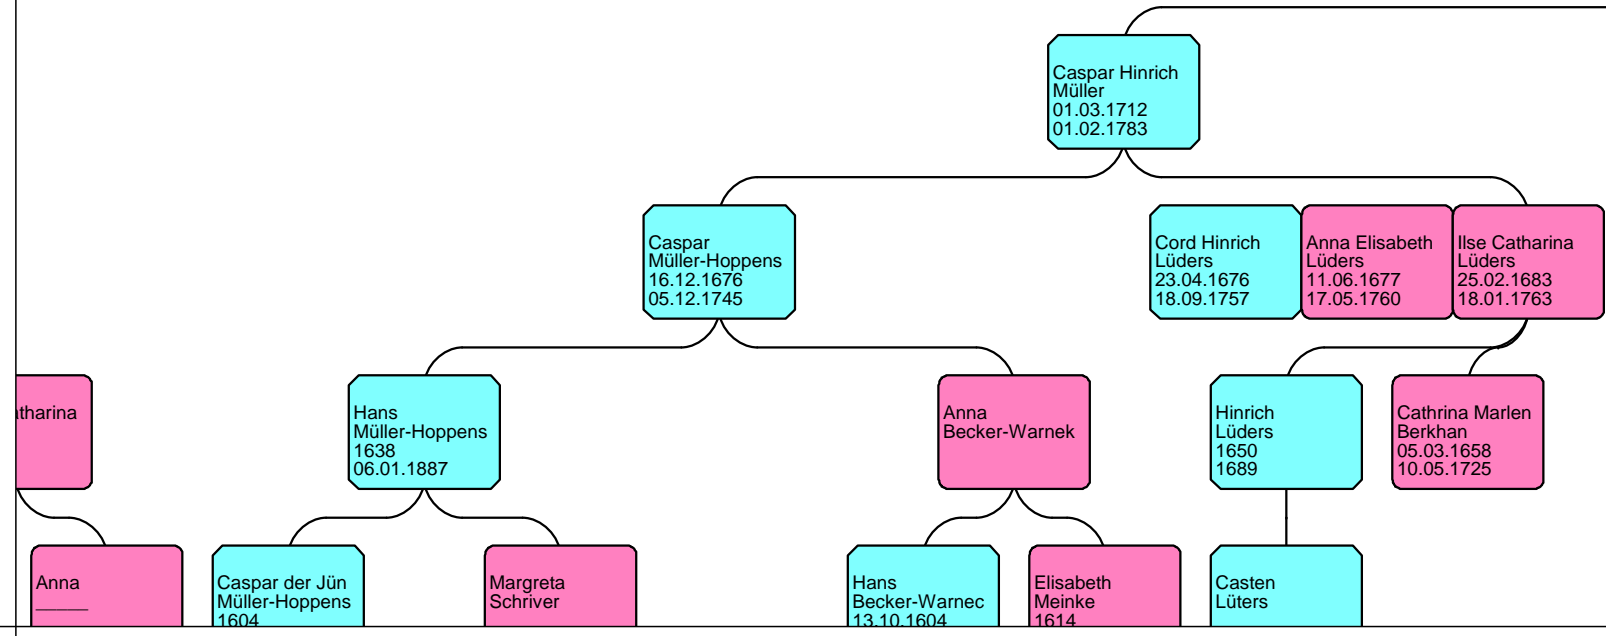 Caspar Hinrich
Müller
01.03.1712
01.02.1783
Caspar
Müller-Hoppens
16.12.1676
05.12.1745
Cord Hinrich
Lüders
23.04.1676
18.09.1757
Anna Elisabeth
Lüders
11.06.1677
17.05.1760
Ilse Catharina
Lüders
25.02.1683
18.01.1763
atharina
Hans
Müller-Hoppens
1638
06.01.1887
Anna
Becker-Warnek
Hinrich
Lüders
1650
1689
Cathrina Marlen
Berkhan
05.03.1658
10.05.1725
Anna
_____
Caspar der Jün
Müller-Hoppens
1604
Margreta
Schriver
Hans
Becker-Warnec
13.10.1604
Elisabeth
Meinke
1614
Casten
Lüters